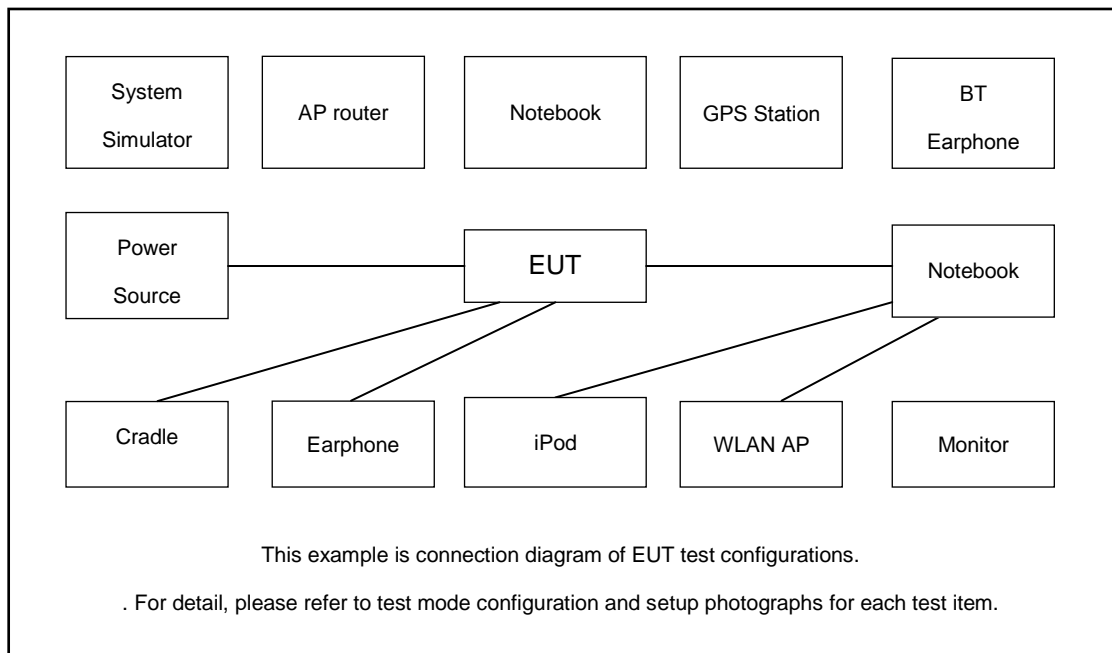 System
Simulator
AP router
Notebook
GPS Station
BT
Earphone
Power
Source
EUT
Notebook
Cradle
Earphone
iPod
WLAN AP
Monitor
This example is connection diagram of EUT test configurations.
. For detail, please refer to test mode configuration and setup photographs for each test item.